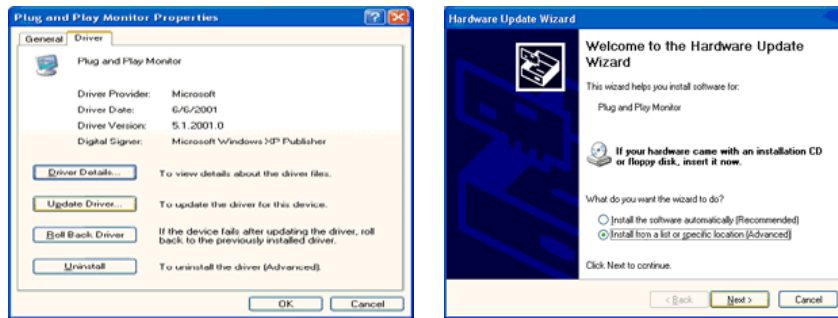 Plug and Play Monitor Properties
General Driver
Plug and Play Monitor
Driver Provider: Microsoft
Driver Date: 6/6/2001
Driver Version: 5.1.2001.0
Digital Signer: Microsoft Windows XP Publisher
Driver Details... To view details about the driver files.
Update Driver... To update the driver for this device.
Roll Back Driver If the device fails after updating the driver, roll
back to the previously installed driver.
Uninstall To uninstall the driver (Advanced).
OK Cancel
Hardware Update Wizard
Welcome to the Hardware Update
Wizard
This wizard helps you install software for:
Plug and Play Monitor
If your hardware came with an installation CD
or floppy disk, insert it now.
What do you want the wizard to do?
Install the software automatically (Recommended)
Install from a list or specific location (Advanced)
Click Next to continue.
< Back Next > Cancel